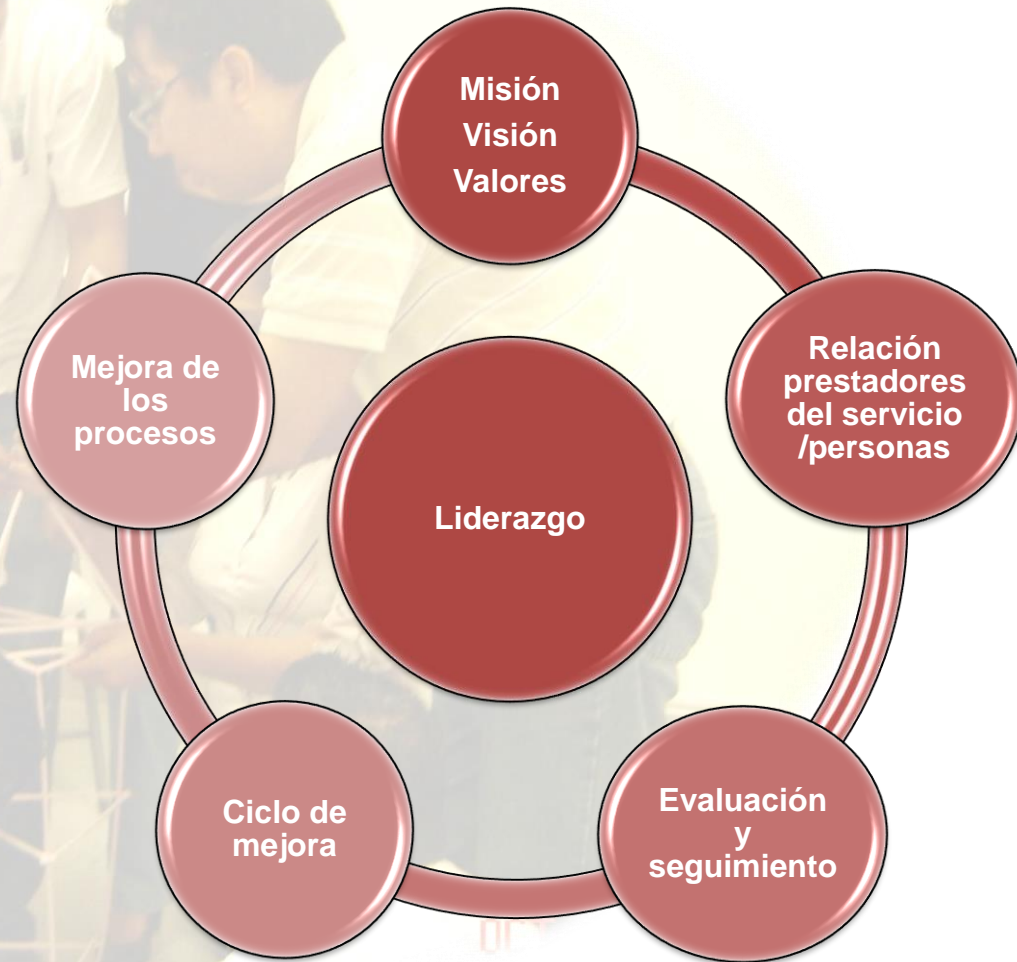 Misión
Visión
Valores
Relación
prestadores
del servicio
/personas
Mejora de
los
procesos
Liderazgo
Evaluación
y
seguimiento
Ciclo de
mejora